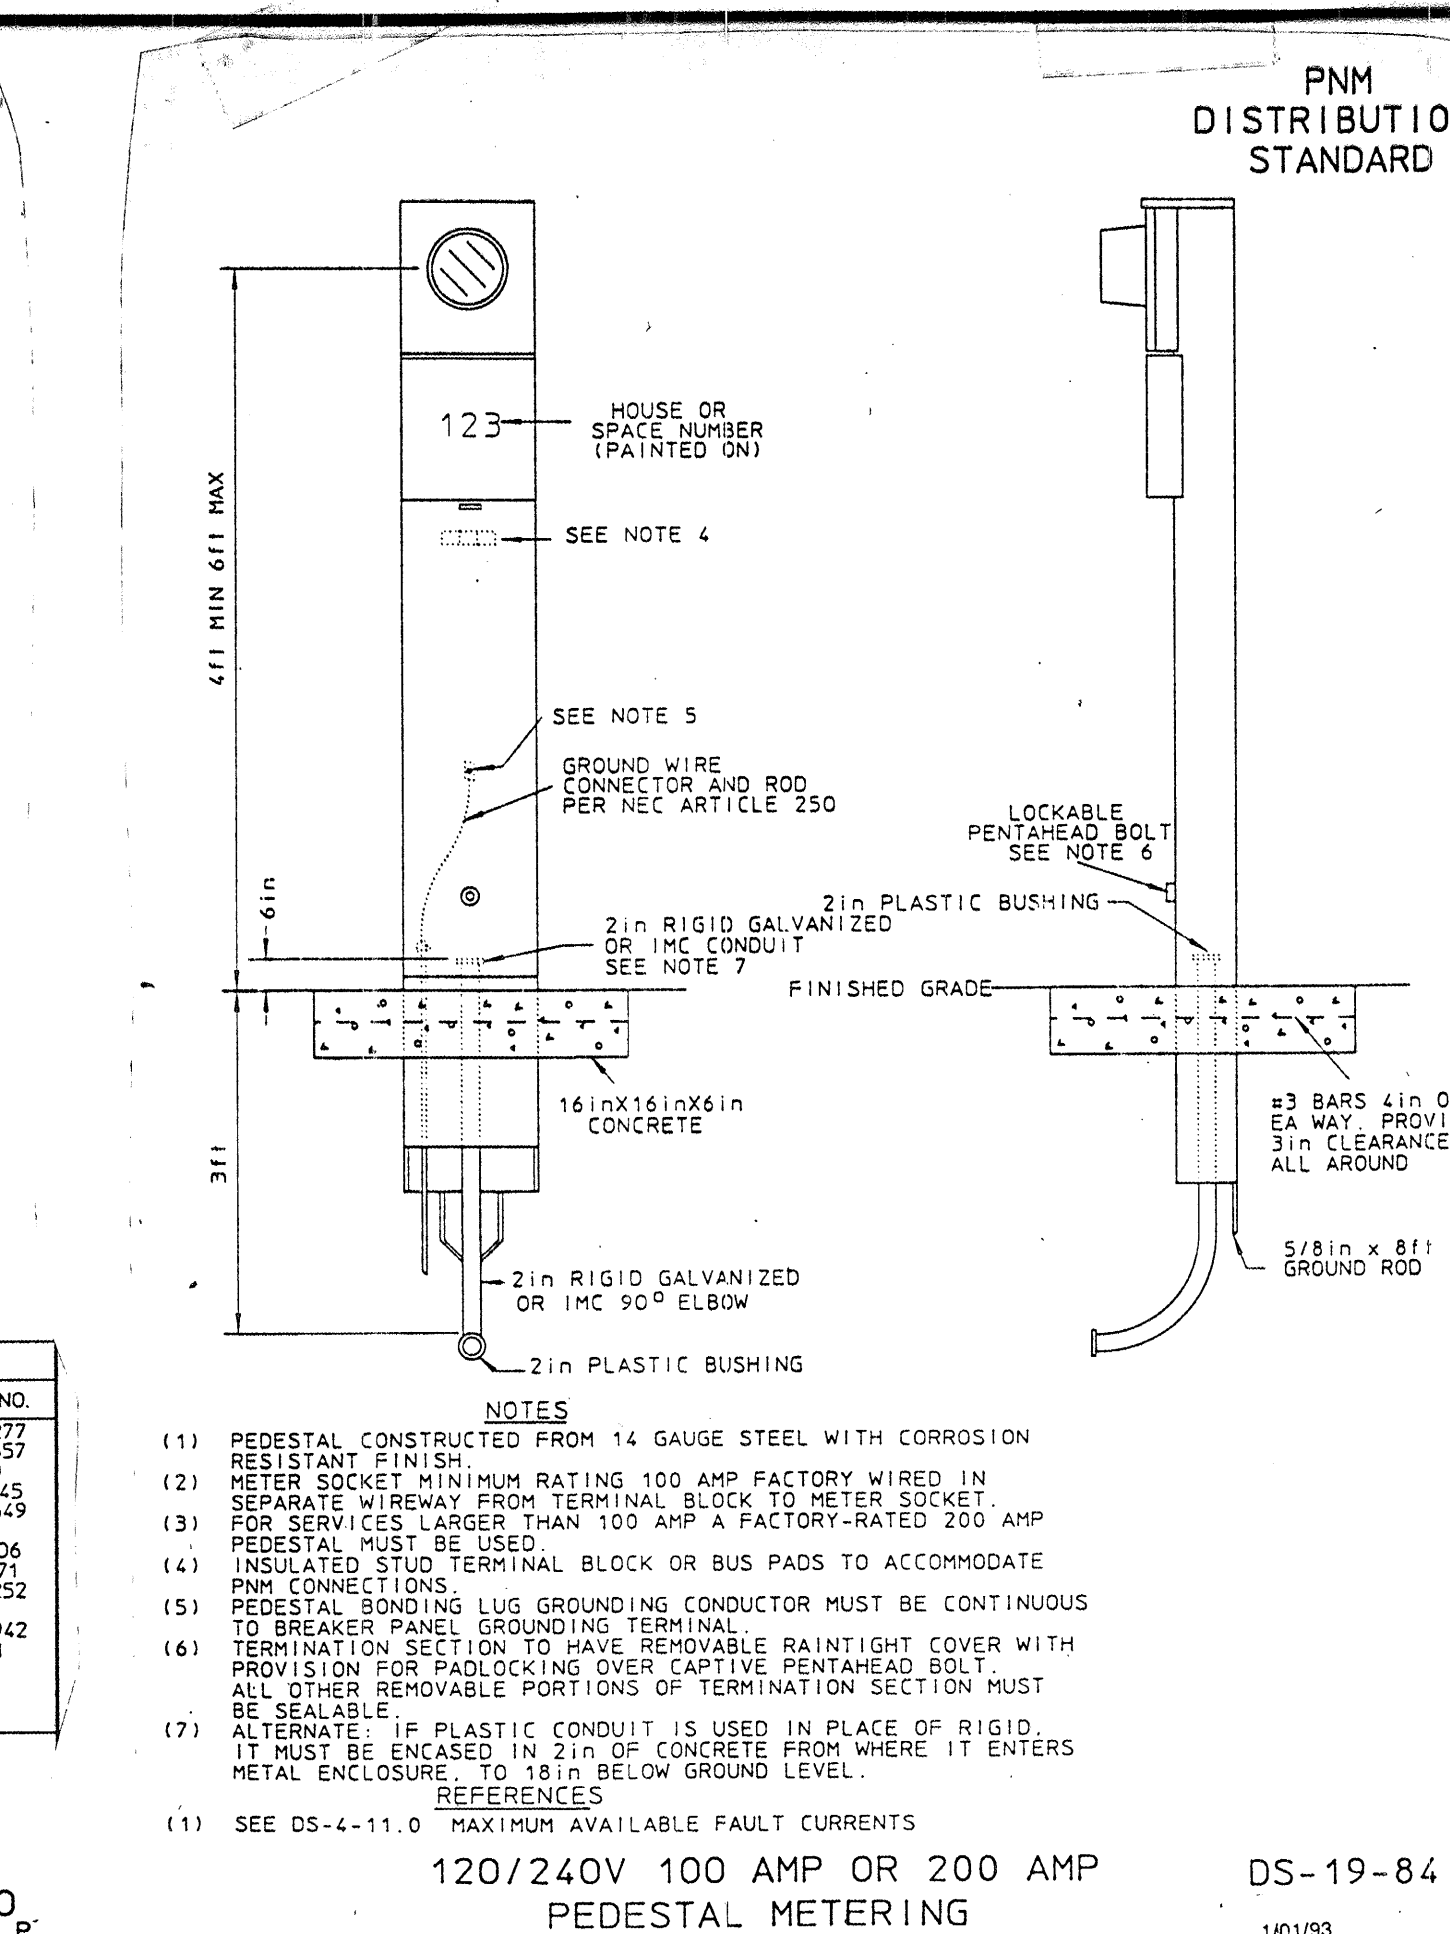 PNM
DISTRIBUTIO
STANDARD
123
HOUSE OR
SPACE NUMBER
(PAINTED ON)
SEE NOTE 4
4ft MIN 6ft MAX
SEE NOTE 5
GROUND WIRE
CONNECTOR AND ROD
PER NEC ARTICLE 250
LOCKABLE
PENTAHEAD BOLT
SEE NOTE 6
6in
2in PLASTIC BUSHING
2in RIGID GALVANIZED
OR IMC CONDUIT
SEE NOTE 7
FINISHED GRADE
16inX16inX6in
CONCRETE
#3 BARS 4in O
EA WAY. PROVI
3in CLEARANCE
ALL AROUND
3ft
5/8in x 8ft
GROUND ROD
2in RIGID GALVANIZED
OR IMC 90° ELBOW
2in PLASTIC BUSHING
NO.
277
57
45
49
06
71
252
942
NOTES
(1) PEDESTAL CONSTRUCTED FROM 14 GAUGE STEEL WITH CORROSION
RESISTANT FINISH.
(2) METER SOCKET MINIMUM RATING 100 AMP FACTORY WIRED IN
SEPARATE WIREWAY FROM TERMINAL BLOCK TO METER SOCKET.
(3) FOR SERVICES LARGER THAN 100 AMP A FACTORY-RATED 200 AMP
PEDESTAL MUST BE USED.
(4) INSULATED STUD TERMINAL BLOCK OR BUS PADS TO ACCOMMODATE
PNM CONNECTIONS.
(5) PEDESTAL BONDING LUG GROUNDING CONDUCTOR MUST BE CONTINUOUS
TO BREAKER PANEL GROUNDING TERMINAL.
(6) TERMINATION SECTION TO HAVE REMOVABLE RAINTIGHT COVER WITH
PROVISION FOR PADLOCKING OVER CAPTIVE PENTAHEAD BOLT.
ALL OTHER REMOVABLE PORTIONS OF TERMINATION SECTION MUST
BE SEALABLE.
(7) ALTERNATE: IF PLASTIC CONDUIT IS USED IN PLACE OF RIGID,
IT MUST BE ENCASED IN 2in OF CONCRETE FROM WHERE IT ENTERS
METAL ENCLOSURE, TO 18in BELOW GROUND LEVEL.
REFERENCES
(1) SEE DS-4-11.0 MAXIMUM AVAILABLE FAULT CURRENTS
120/240V 100 AMP OR 200 AMP
PEDESTAL METERING
DS-19-84
1/01/93